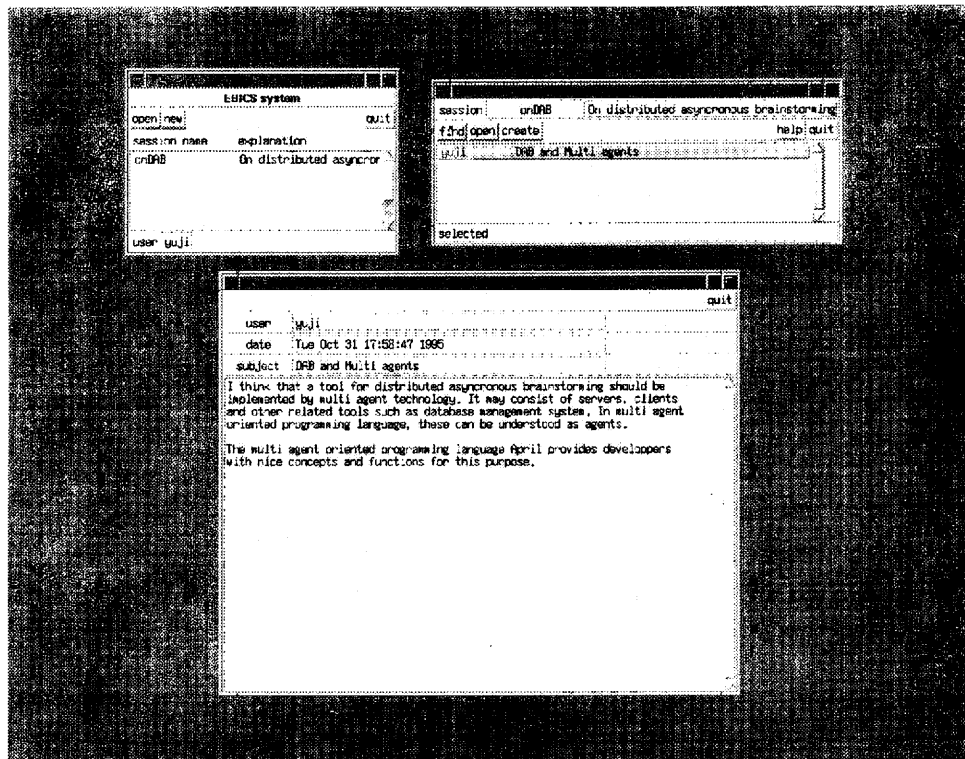 EBICS system
open new quit
session name explanation
onDAB On distributed asyncror
user yuji
session onDAB On distributed asyncronous brainstorming
find open create help quit
yuji DAB and Multi agents
selected
quit
user yuji
date Tue Oct 31 17:58:47 1995
subject DAB and Multi agents
I think that a tool for distributed asyncronous brainstorming should be
implemented by multi agent technology. It may consist of servers, clients
and other related tools such as database management system. In multi agent
oriented programming language, these can be understood as agents.
The multi agent oriented programming language April provides developpers
with nice concepts and functions for this purpose.